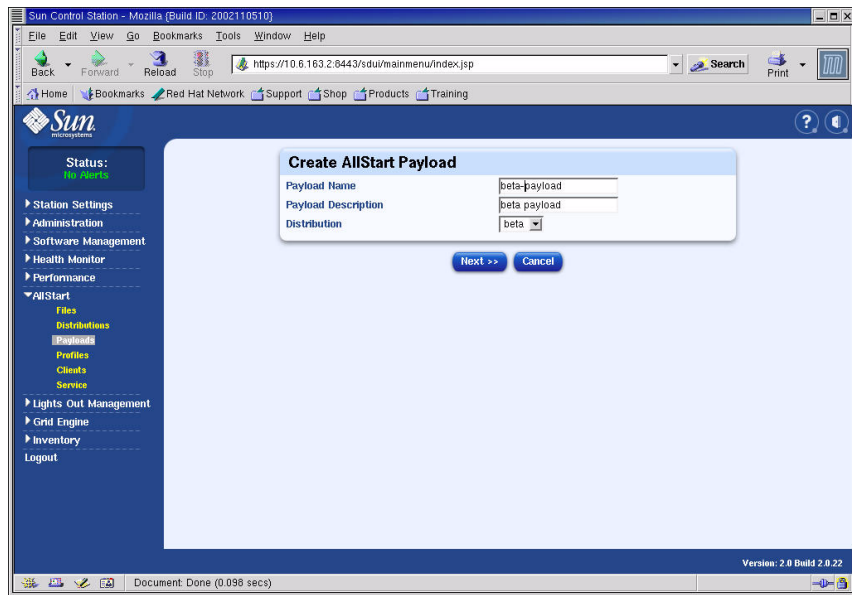 Sun Control Station - Mozilla {Build ID: 2002110510}
File Edit View Go Bookmarks Tools Window Help
Back Forward Reload Stop https://10.6.163.2:8443/sdui/mainmenu/index.jsp Search Print
Home Bookmarks Red Hat Network Support Shop Products Training
Sun
microsystems
?
Status:
No Alerts
Station Settings
Administration
Software Management
Health Monitor
Performance
AllStart
Files
Distributions
Payloads
Profiles
Clients
Service
Lights Out Management
Grid Engine
Inventory
Logout
Create AllStart Payload
Payload Name beta-payload
Payload Description beta payload
Distribution beta
Next >> Cancel
Version: 2.0 Build 2.0.22
Document: Done (0.098 secs)